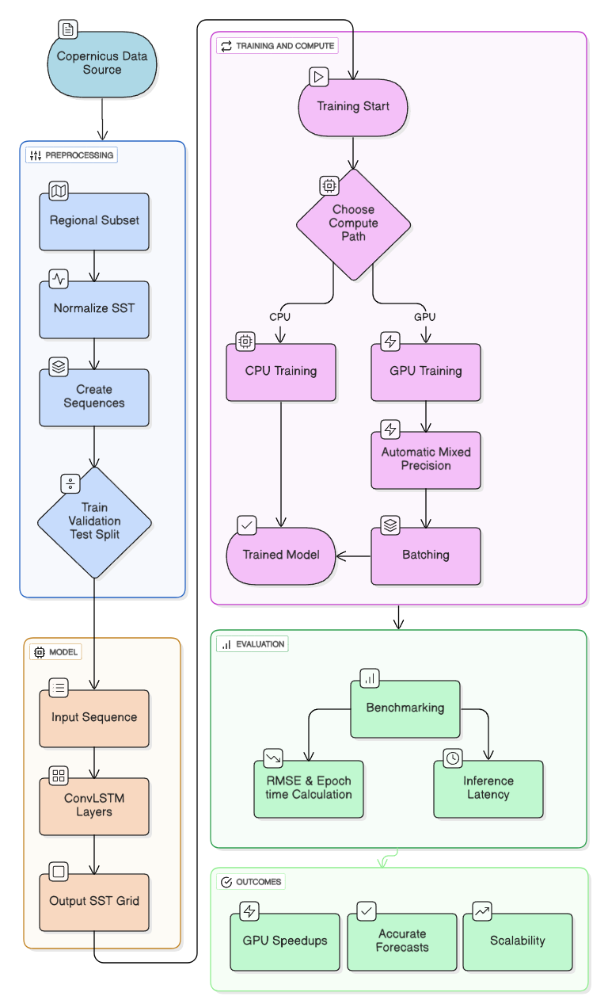 Copernicus Data
Source
PREPROCESSING
Regional Subset
Normalize SST
Create
Sequences
Train
Validation
Test Split
MODEL
Input Sequence
ConvLSTM
Layers
Output SST Grid
TRAINING AND COMPUTE
Training Start
Choose
Compute
Path
CPU
GPU
CPU Training
GPU Training
Automatic Mixed
Precision
Trained Model
Batching
EVALUATION
Benchmarking
RMSE & Epoch
time Calculation
Inference
Latency
OUTCOMES
GPU Speedups
Accurate
Forecasts
Scalability